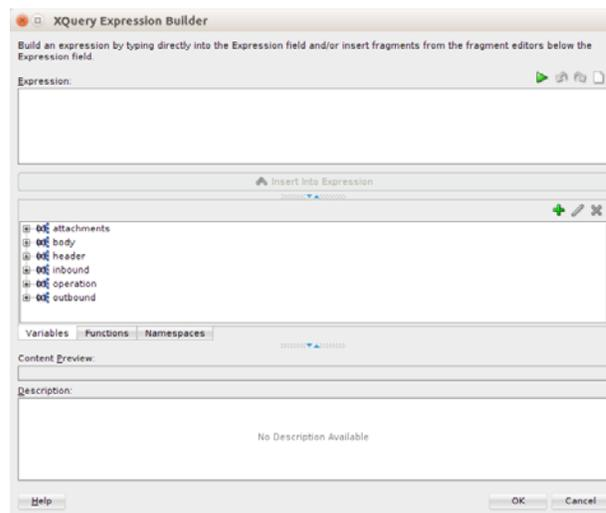 XQuery Expression Builder
Build an expression by typing directly into the Expression field and/or insert fragments from the fragment editors below the
Expression field.
Expression:
Insert Into Expression
attachments
body
header
inbound
operation
outbound
Variables Functions Namespaces
Content Preview:
Description:
No Description Available
Help OK Cancel